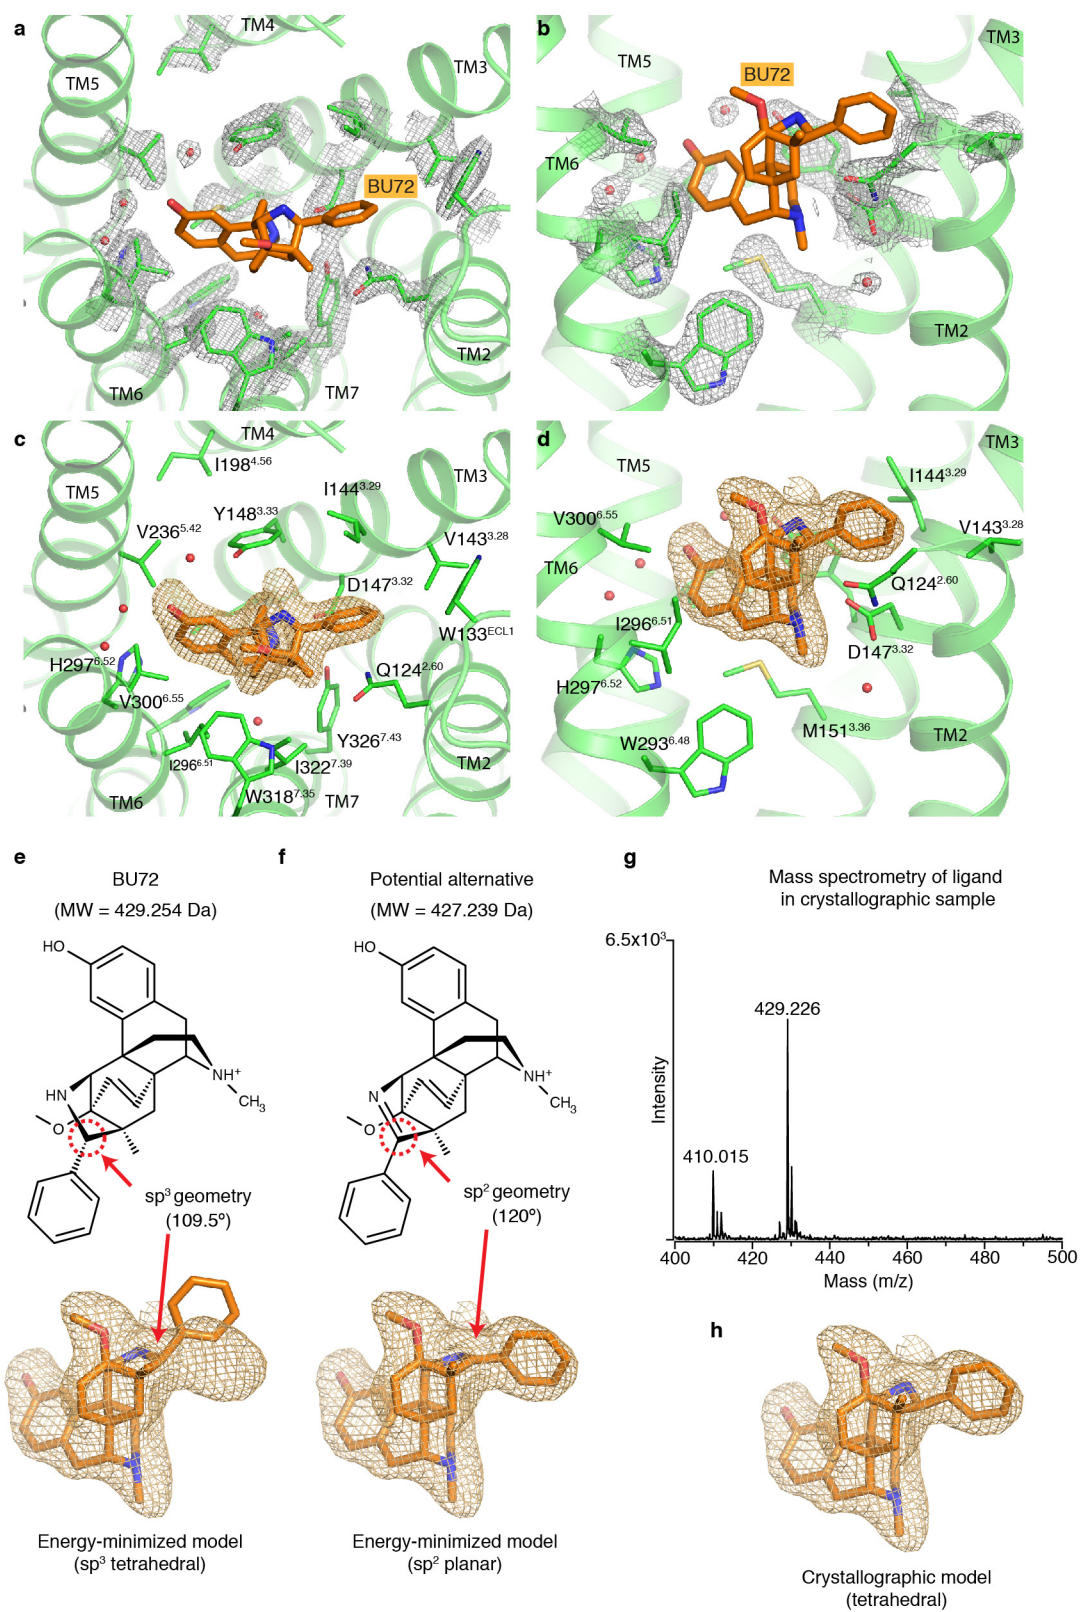 a
TM4
TM5
TM3
BU72
TM6
TM7
TM2
b
TM5
TM3
BU72
TM6
TM2
c
TM4
I198^4.56
TM5
TM3
I144^3.29
Y148^3.33
V236^5.42
V143^3.28
D147^3.32
W133^ECL1
H297^6.52
Q124^2.60
V300^6.55
Y326^7.43
I296^6.51
I322^7.39
TM2
TM6
W318^7.35
TM7
d
TM3
TM5
I144^3.29
V300^6.55
V143^3.28
TM6
Q124^2.60
I296^6.51
D147^3.32
H297^6.52
M151^3.36
W293^6.48
TM2
e
BU72
(MW = 429.254 Da)
HO
NH+
CH3
HN
O
sp³ geometry
(109.5º)
Energy-minimized model
(sp³ tetrahedral)
f
Potential alternative
(MW = 427.239 Da)
HO
NH+
CH3
N
O
sp² geometry
(120º)
Energy-minimized model
(sp² planar)
g
Mass spectrometry of ligand
in crystallographic sample
6.5x10³
429.226
Intensity
410.015
400 420 440 460 480 500
Mass (m/z)
h
Crystallographic model
(tetrahedral)